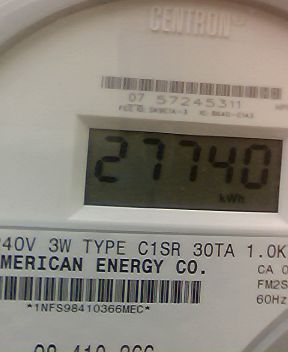 CENTRON®
07 57245311
27740
kWh
240V 3W TYPE C1SR 30TA 1.0K
AMERICAN ENERGY CO. CA 0
FM2S
*1NFS98410366MEC* 60Hz